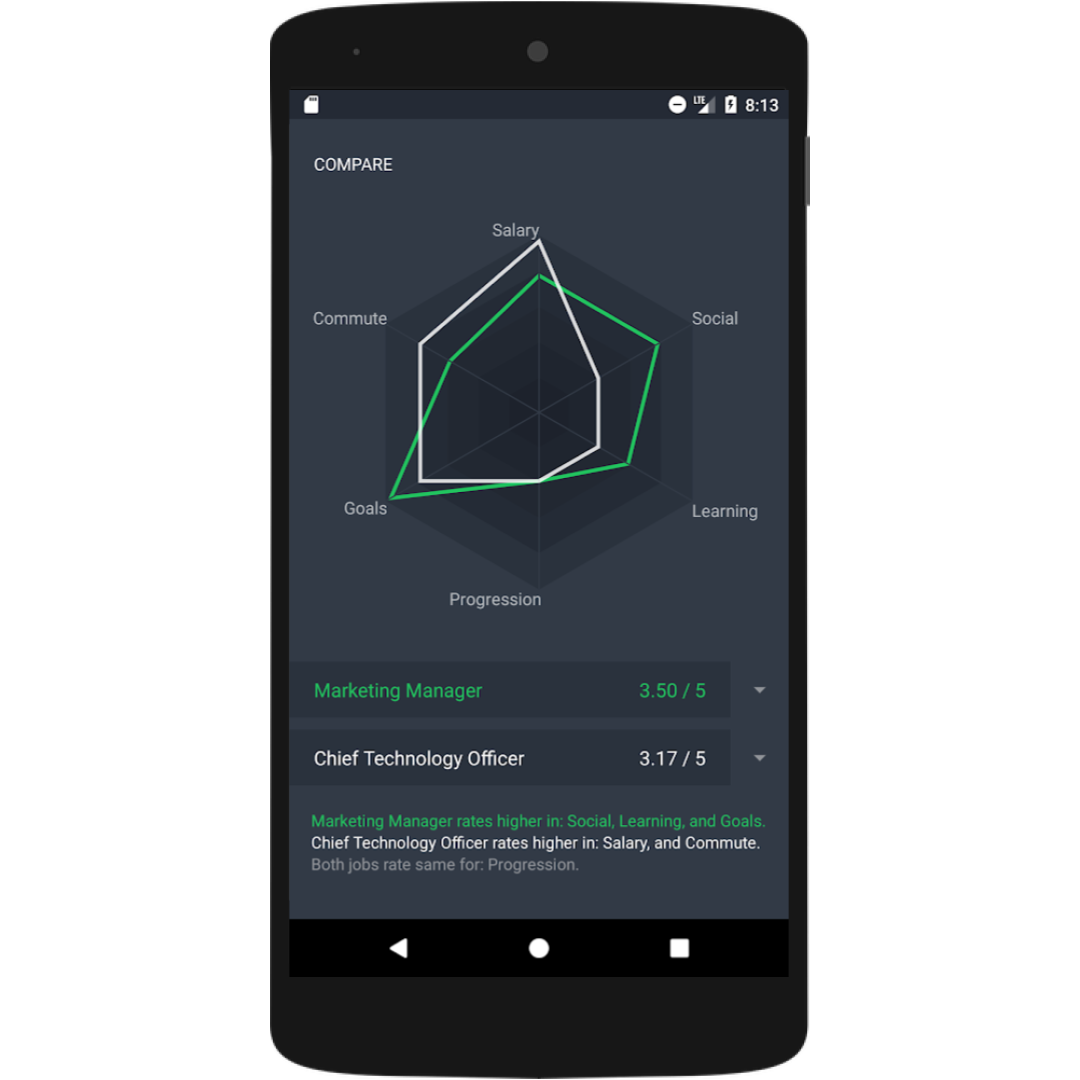 LTE 8:13
COMPARE
Salary
Commute
Social
Goals
Learning
Progression
Marketing Manager 3.50 / 5
Chief Technology Officer 3.17 / 5
Marketing Manager rates higher in: Social, Learning, and Goals.
Chief Technology Officer rates higher in: Salary, and Commute.
Both jobs rate same for: Progression.